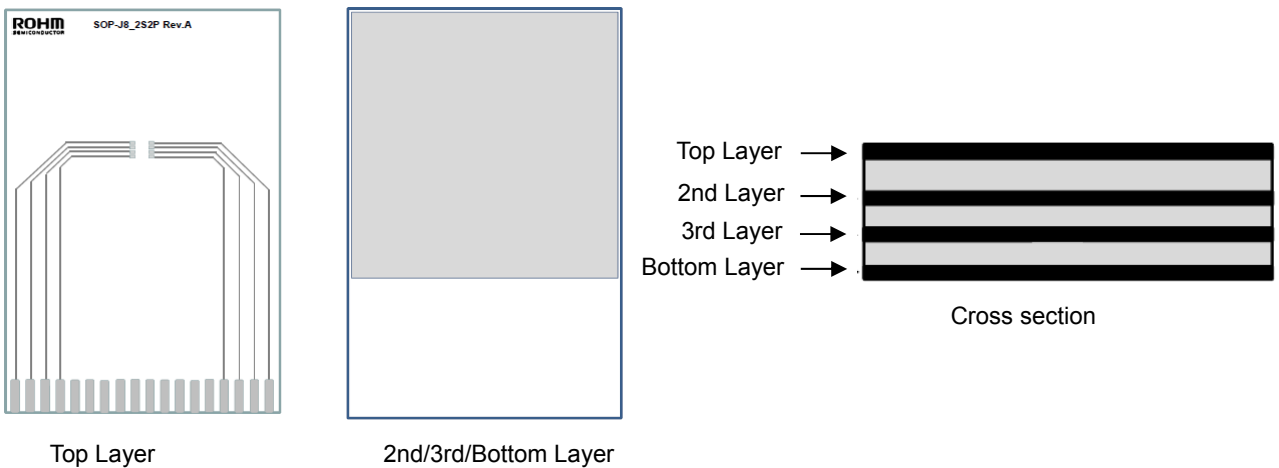 ROHM
SEMICONDUCTOR
SOP-J8_2S2P Rev.A
Top Layer
2nd Layer
3rd Layer
Bottom Layer
Cross section
Top Layer
2nd/3rd/Bottom Layer